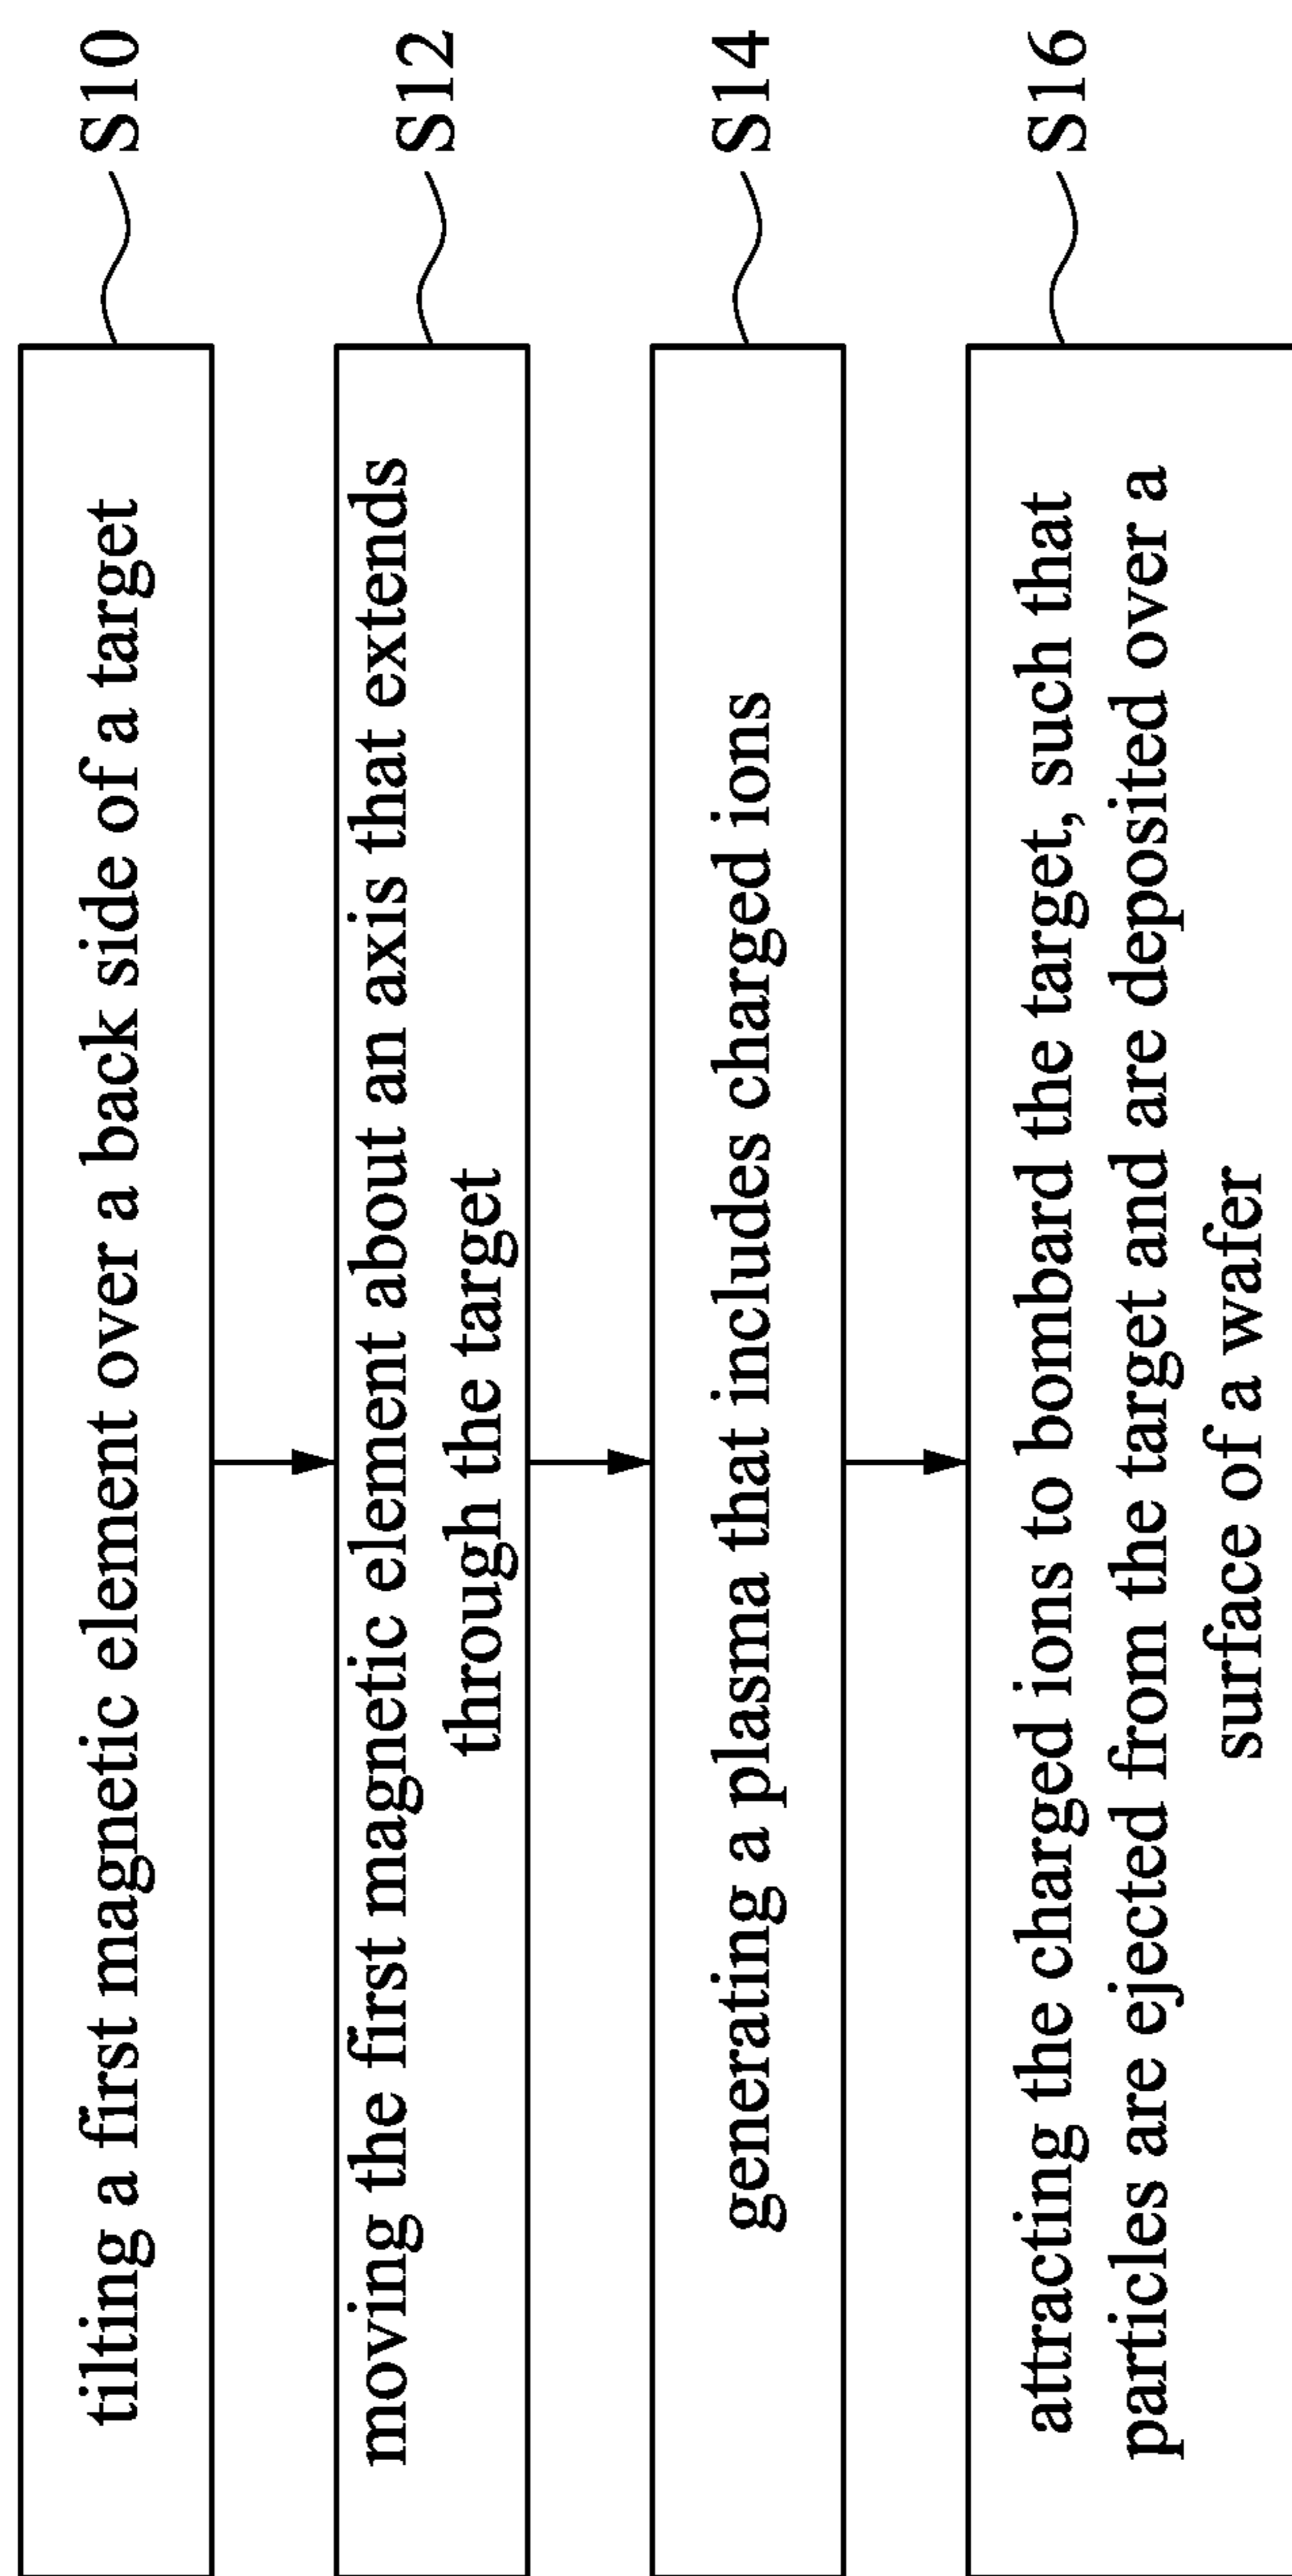 tilting a first magnetic element over a back side of a target
S10
moving the first magnetic element about an axis that extends
through the target
S12
generating a plasma that includes charged ions
S14
attracting the charged ions to bombard the target, such that
particles are ejected from the target and are deposited over a
surface of a wafer
S16